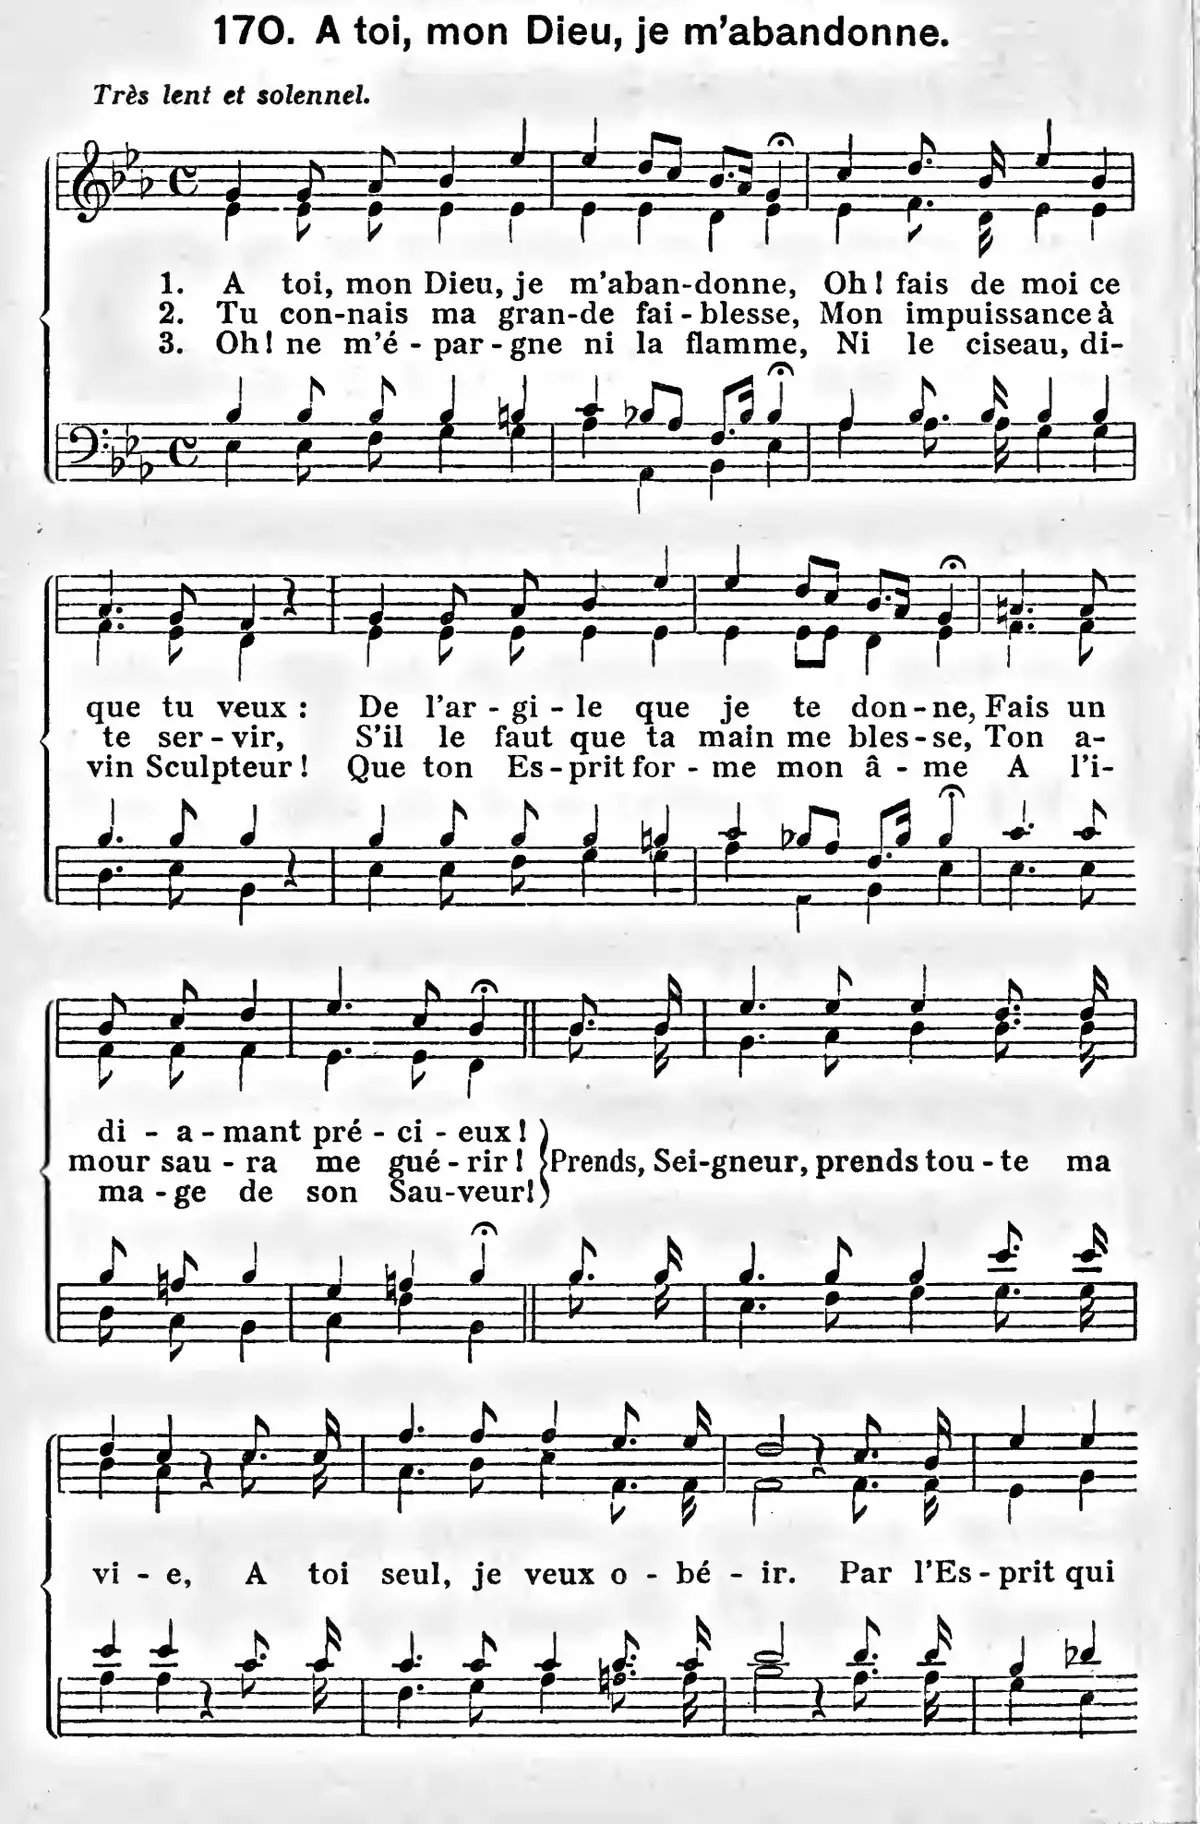 170. A toi, mon Dieu, je m'abandonne.
Très lent et solennel.
1. A toi, mon Dieu, je m'aban-donne, Oh! fais de moi ce
2. Tu con-nais ma gran-de fai-blesse, Mon impuissance à
3. Oh! ne m'é-par-gne ni la flamme, Ni le ciseau, di-
que tu veux: De l'ar-gi-le que je te don-ne, Fais un
te ser-vir, S'il le faut que ta main me bles-se, Ton a-
vin Sculpteur! Que ton Es-prit for-me mon â-me A l'i-
di-a-mant pré-ci-eux!
mour sau-ra me gué-rir! Prends, Sei-gneur, prends tou-te ma
ma-ge de son Sau-veur!
vi-e, A toi seul, je veux o-bé-ir. Par l'Es-prit qui